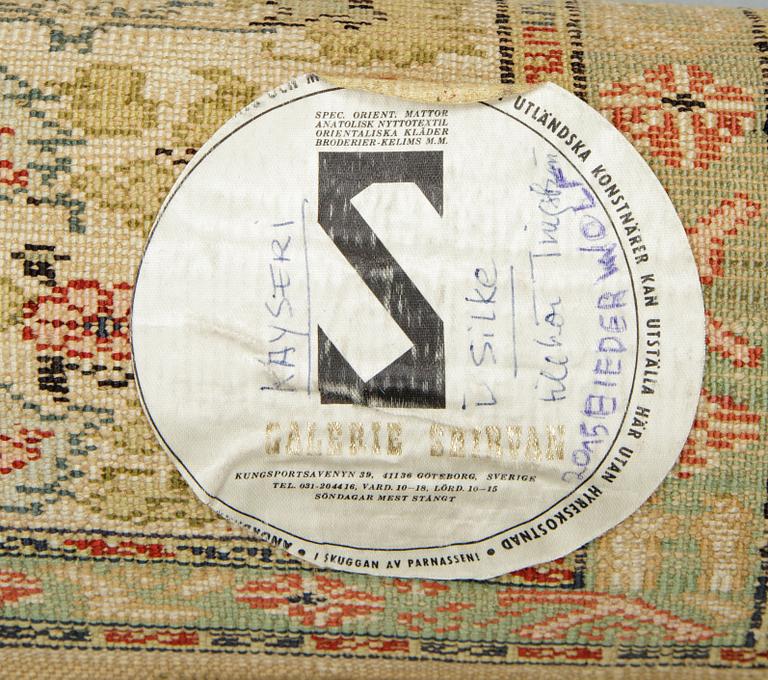 SPEC. ORIENT. MATTOR
ANATOLISK NYTTOTEXTIL
ORIENTALISKA KLÄDER
BRODERIER-KELIMS M.M.
S
KAYSERI
i Silke
tillhör
GALERIE SHIRVAN
KUNGSPORTSAVENYN 39, 41136 GÖTEBORG, SVERIGE
TEL. 031-204416, VARD. 10-18, LÖRD. 10-15
SÖNDAGAR MEST STÄNGT
OCH
UTLÄNDSKA KONSTNÄRER KAN UTSTÄLLA HÄR UTAN HYRESKOSTNAD
• I SKUGGAN AV PARNASSEN! •